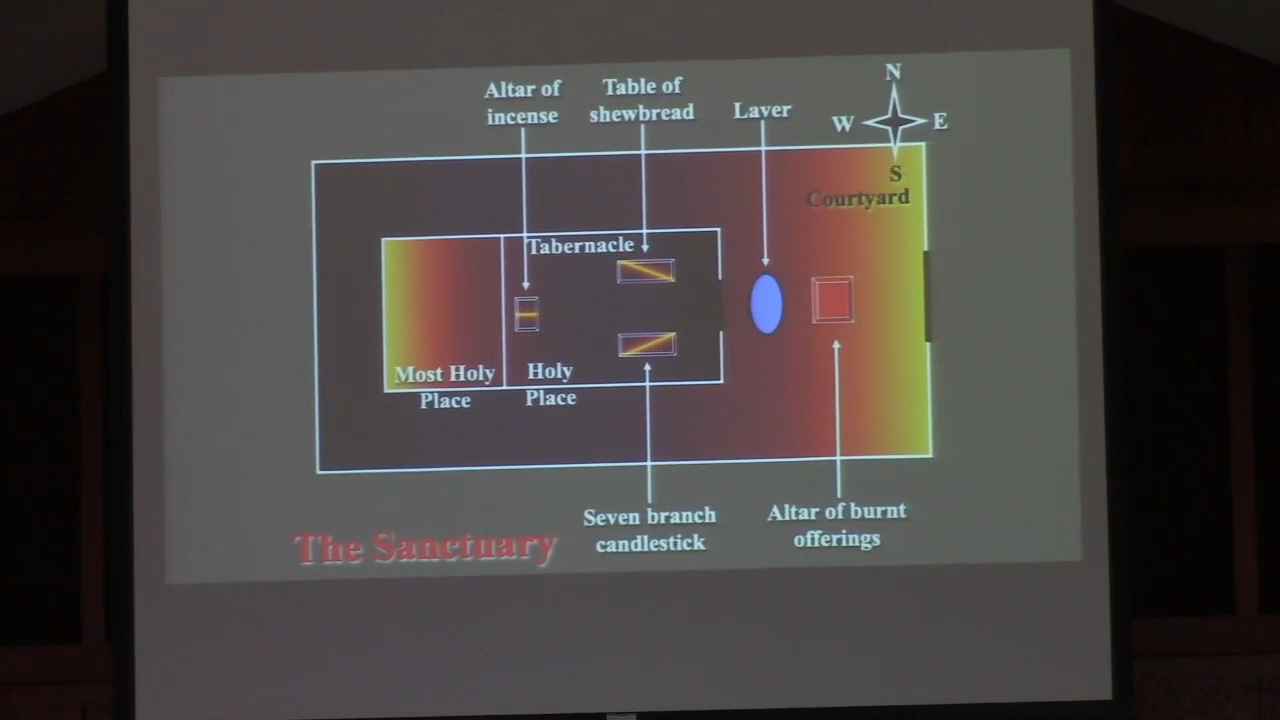 Altar of
incense
Table of
shewbread
Laver
N
W
E
S
Courtyard
Tabernacle
Most Holy
Place
Holy
Place
The Sanctuary
Seven branch
candlestick
Altar of burnt
offerings